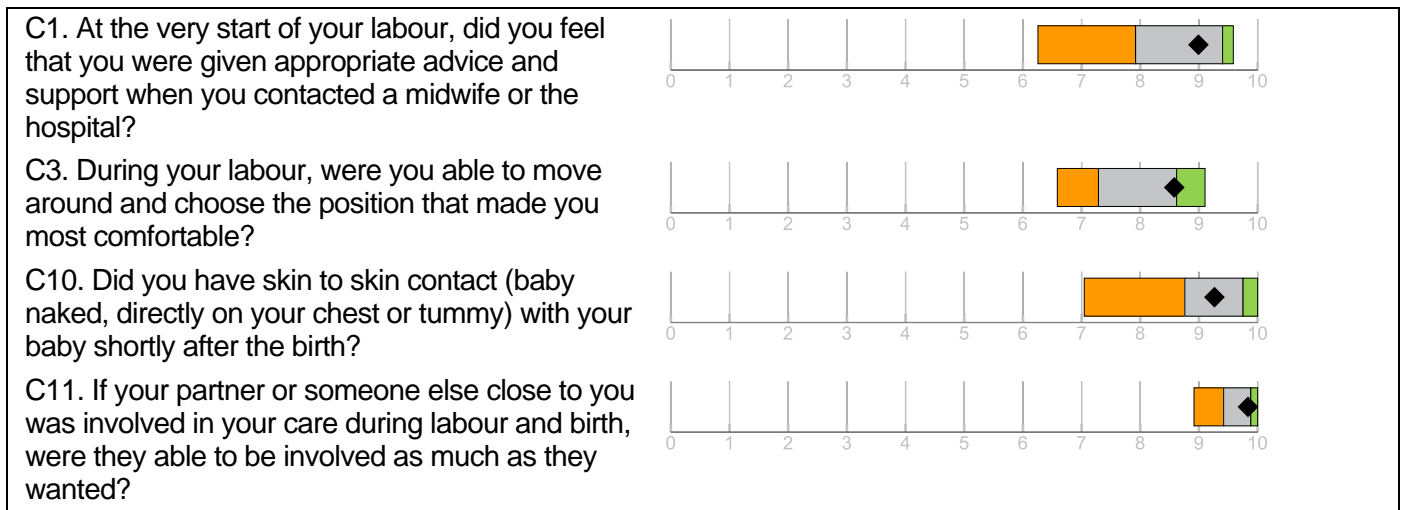 C1. At the very start of your labour, did you feel
that you were given appropriate advice and
support when you contacted a midwife or the
hospital?
0 1 2 3 4 5 6 7 8 9 10
C3. During your labour, were you able to move
around and choose the position that made you
most comfortable?
0 1 2 3 4 5 6 7 8 9 10
C10. Did you have skin to skin contact (baby
naked, directly on your chest or tummy) with your
baby shortly after the birth?
0 1 2 3 4 5 6 7 8 9 10
C11. If your partner or someone else close to you
was involved in your care during labour and birth,
were they able to be involved as much as they
wanted?
0 1 2 3 4 5 6 7 8 9 10